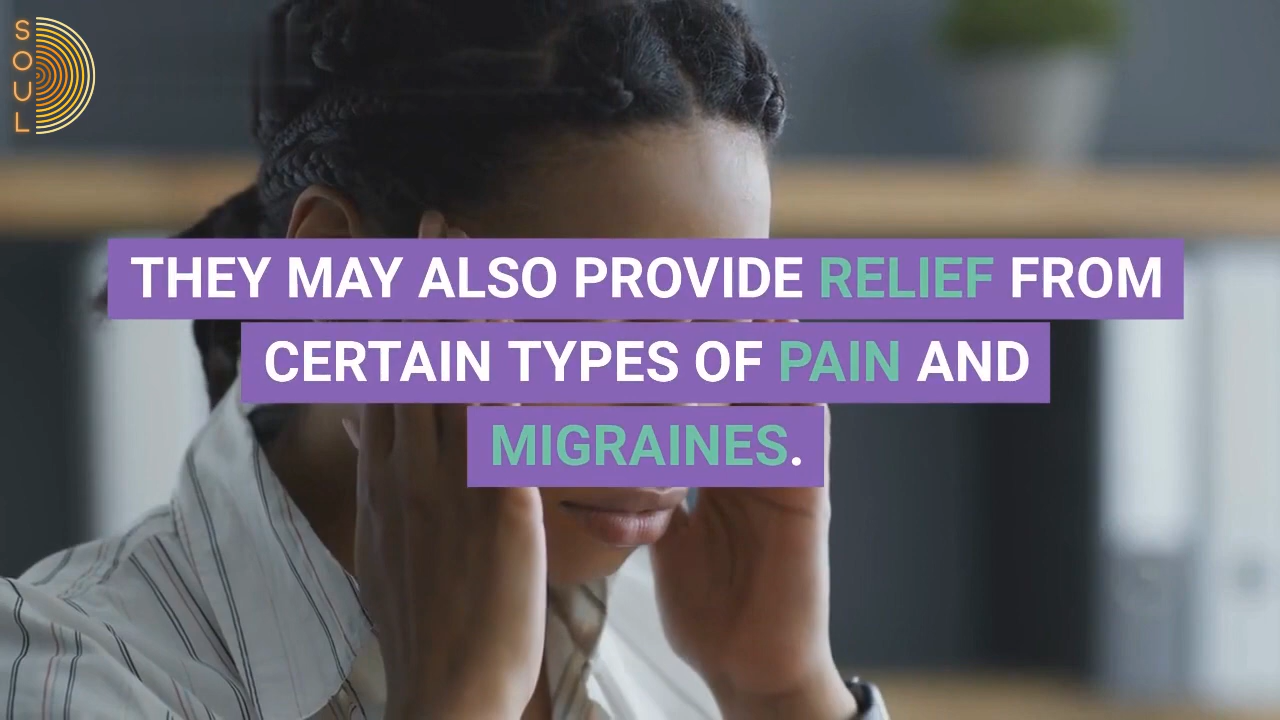 SOUL
THEY MAY ALSO PROVIDE RELIEF FROM
CERTAIN TYPES OF PAIN AND
MIGRAINES.